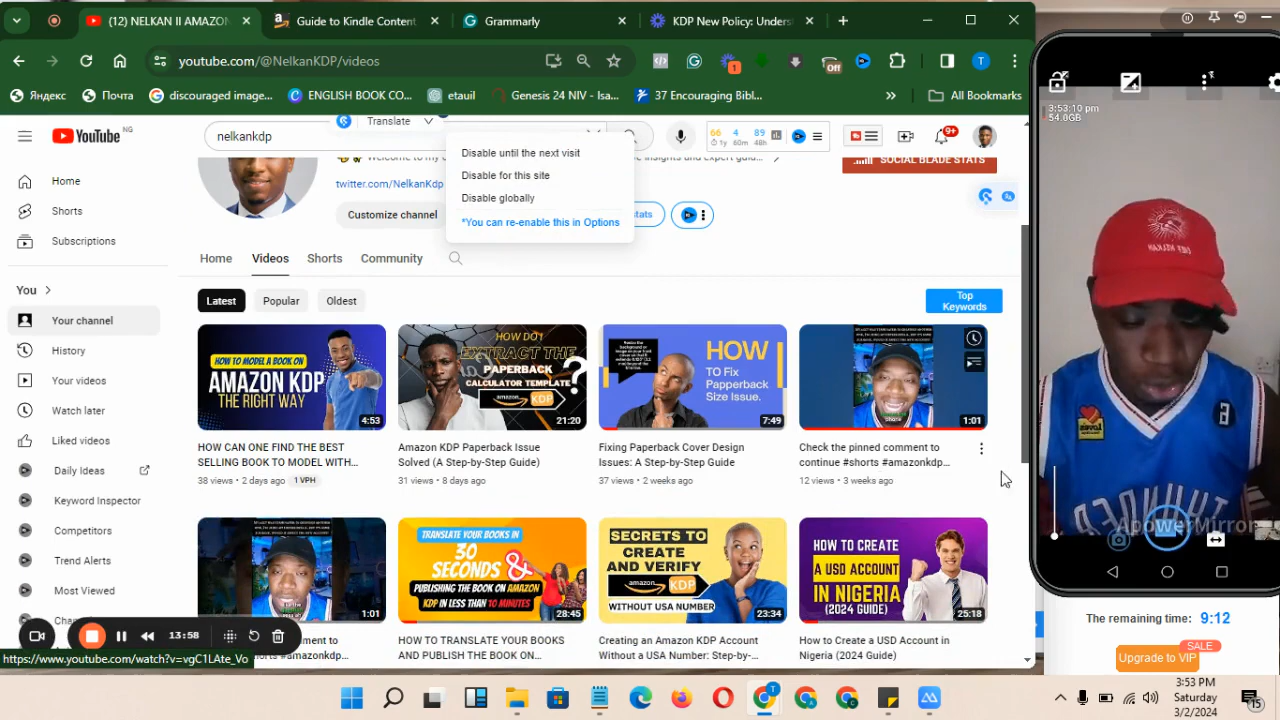 (12) NELKAN II AMAZON
Guide to Kindle Content
Grammarly
KDP New Policy: Unders
youtube.com/@NelkanKDP/videos
1
Off
T
Яндекс
Почта
discouraged image...
ENGLISH BOOK CO...
etauil
Genesis 24 NIV - Isa...
37 Encouraging Bibl...
»
All Bookmarks
YouTube NG
nelkankdp
Translate
66 4 89
1y 60m 48h
9+
Disable until the next visit
Disable for this site
Disable globally
*You can re-enable this in Options
twitter.com/NelkanKdp
SOCIAL BLADE STATS
Customize channel
Home
Shorts
Subscriptions
You
Your channel
History
Your videos
Watch later
Liked videos
Daily Ideas
Keyword Inspector
Competitors
Trend Alerts
Most Viewed
Home
Videos
Shorts
Community
Latest
Popular
Oldest
Top Keywords
HOW TO MODEL A BOOK ON
AMAZON KDP
THE RIGHT WAY
4:53
HOW CAN ONE FIND THE BEST
SELLING BOOK TO MODEL WITH...
38 views • 2 days ago
1 VPH
HOW DO I
EXTRACT THE
PAPERBACK
CALCULATOR TEMPLATE
?
amazon KDP
21:20
Amazon KDP Paperback Issue
Solved (A Step-by-Step Guide)
31 views • 8 days ago
HOW
TO Fix
Papperback
Size Issue.
7:49
Fixing Paperback Cover Design
Issues: A Step-by-Step Guide
37 views • 2 weeks ago
1:01
Check the pinned comment to
continue #shorts #amazonkdp...
12 views • 3 weeks ago
1:01
TRANSLATE YOUR BOOKS IN
30
SECONDS &
PUBLISHING THE BOOK ON AMAZON
KDP IN LESS THAN 10 MINUTES
28:45
HOW TO TRANSLATE YOUR BOOKS
AND PUBLISH THE BOOK ON...
SECRETS TO
CREATE
AND VERIFY
amazon KDP
WITHOUT USA NUMBER
23:34
Creating an Amazon KDP Account
Without a USA Number: Step-by-...
HOW TO CREATE
A USD ACCOUNT
IN NIGERIA
(2024 GUIDE)
25:18
How to Create a USD Account in
Nigeria (2024 Guide)
13:58
https://www.youtube.com/watch?v=vgC1LAte_Vo
3:53:10 pm
54.0GB
ApowerMirror
The remaining time: 9:12
SALE
Upgrade to VIP
3:53 PM
Saturday
3/2/2024
15